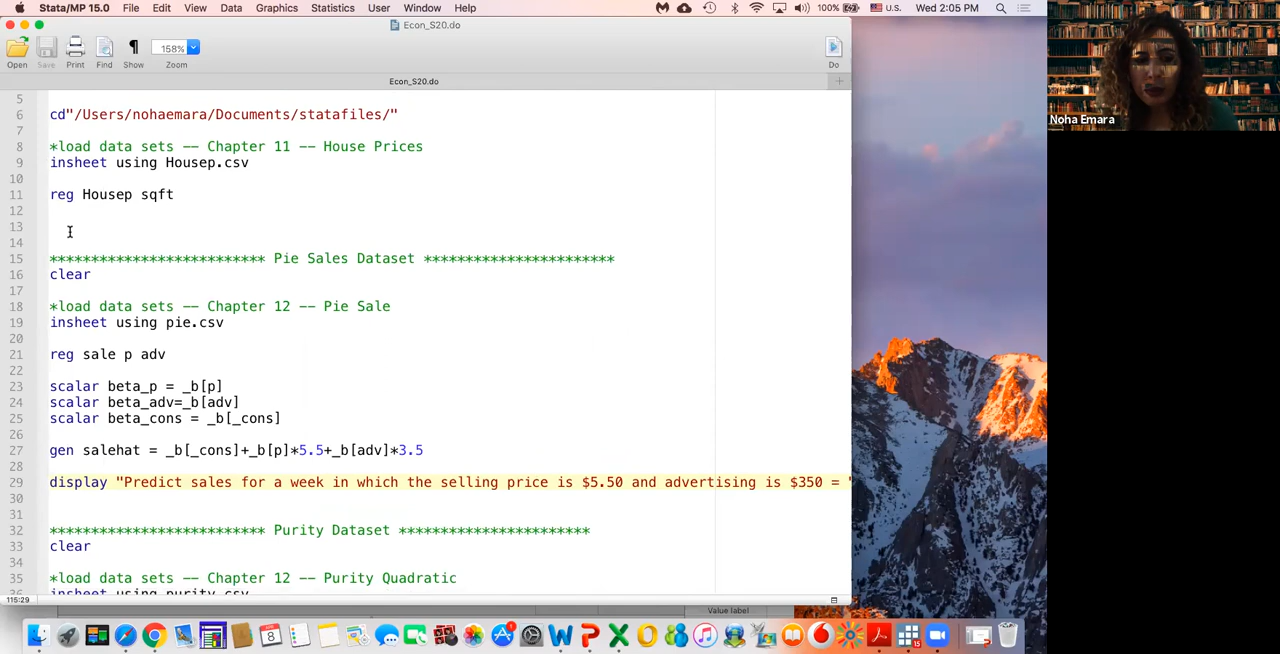 Stata/MP 15.0 File Edit View Data Graphics Statistics User Window Help 100% U.S. Wed 2:05 PM
Econ_S20.do
158%
Open Save Print Find Show Zoom Do
Econ_S20.do
5
6 cd"/Users/nohaemara/Documents/statafiles/"
7
8 *load data sets -- Chapter 11 -- House Prices
9 insheet using Housep.csv
10
11 reg Housep sqft
12
13
14
15 ************************** Pie Sales Dataset ***********************
16 clear
17
18 *load data sets -- Chapter 12 -- Pie Sale
19 insheet using pie.csv
20
21 reg sale p adv
22
23 scalar beta_p = _b[p]
24 scalar beta_adv=_b[adv]
25 scalar beta_cons = _b[_cons]
26
27 gen salehat = _b[_cons]+_b[p]*5.5+_b[adv]*3.5
28
29 display "Predict sales for a week in which the selling price is $5.50 and advertising is $350 = "
30
31
32 ************************** Purity Dataset ***********************
33 clear
34
35 *load data sets -- Chapter 12 -- Purity Quadratic
insheet using purity.csv
115:29
Value label
Noha Emara